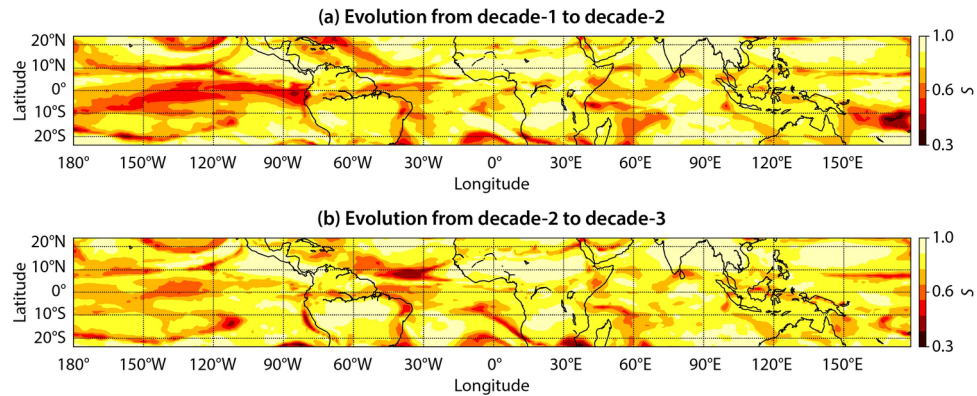 (a) Evolution from decade-1 to decade-2
20°N
10°N
0°
10°S
20°S
Latitude
180° 150°W 120°W 90°W 60°W 30°W 0° 30°E 60°E 90°E 120°E 150°E
Longitude
1.0
0.6
0.3
S
(b) Evolution from decade-2 to decade-3
20°N
10°N
0°
10°S
20°S
Latitude
180° 150°W 120°W 90°W 60°W 30°W 0° 30°E 60°E 90°E 120°E 150°E
Longitude
1.0
0.6
0.3
S